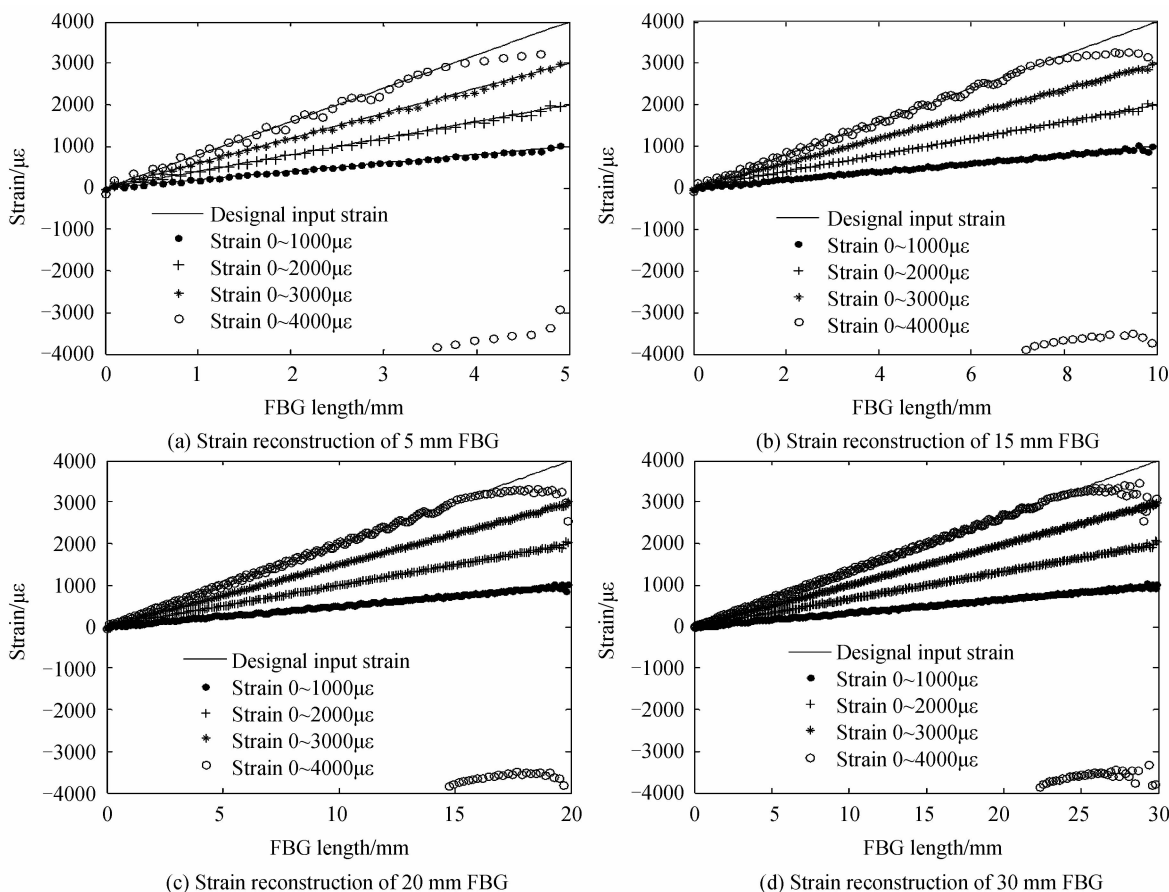 4000
3000
2000
1000
0
−1000
−2000
−3000
−4000
Strain/με
Designal input strain
Strain 0~1000με
Strain 0~2000με
Strain 0~3000με
Strain 0~4000με
0 1 2 3 4 5
FBG length/mm
(a) Strain reconstruction of 5 mm FBG
4000
3000
2000
1000
0
−1000
−2000
−3000
−4000
Strain/με
Designal input strain
Strain 0~1000με
Strain 0~2000με
Strain 0~3000με
Strain 0~4000με
0 2 4 6 8 10
FBG length/mm
(b) Strain reconstruction of 15 mm FBG
4000
3000
2000
1000
0
−1000
−2000
−3000
−4000
Strain/με
Designal input strain
Strain 0~1000με
Strain 0~2000με
Strain 0~3000με
Strain 0~4000με
0 5 10 15 20
FBG length/mm
(c) Strain reconstruction of 20 mm FBG
4000
3000
2000
1000
0
−1000
−2000
−3000
−4000
Strain/με
Designal input strain
Strain 0~1000με
Strain 0~2000με
Strain 0~3000με
Strain 0~4000με
0 5 10 15 20 25 30
FBG length/mm
(d) Strain reconstruction of 30 mm FBG